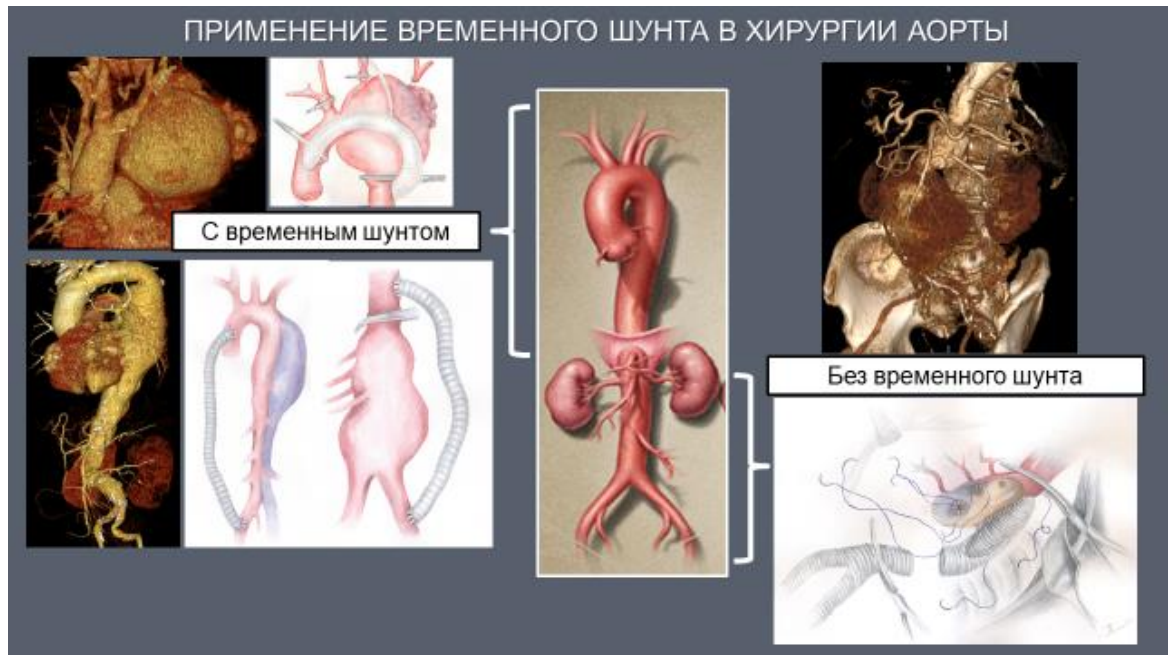 ПРИМЕНЕНИЕ ВРЕМЕННОГО ШУНТА В ХИРУРГИИ АОРТЫ
С временным шунтом
Без временного шунта